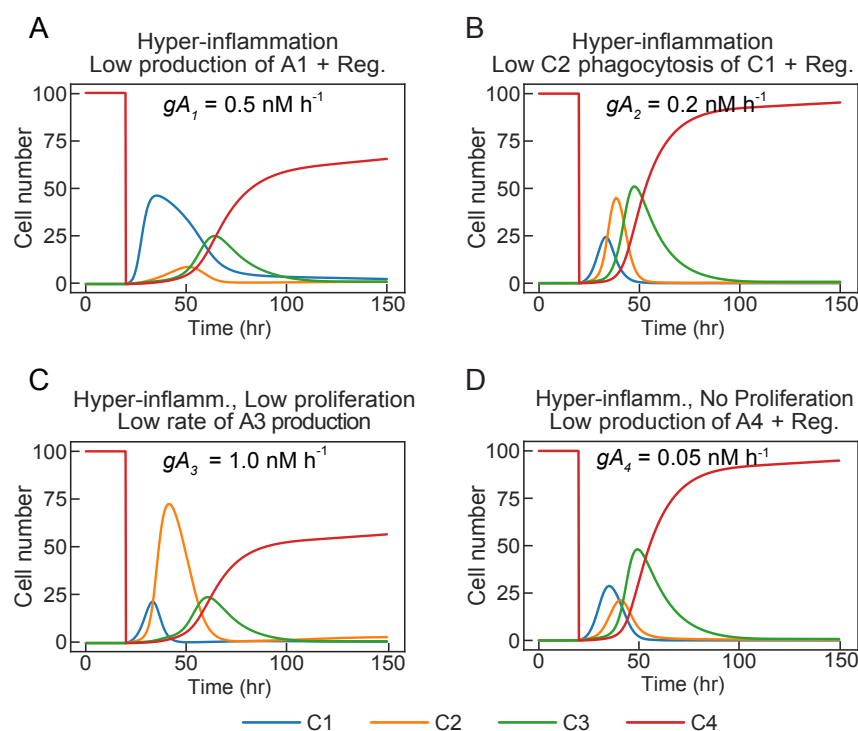 A
Hyper-inflammation
Low production of A1 + Reg.
gA1 = 0.5 nM h-1
Cell number
100
75
50
25
0
0 50 100 150
Time (hr)
B
Hyper-inflammation
Low C2 phagocytosis of C1 + Reg.
gA2 = 0.2 nM h-1
Cell number
100
75
50
25
0
0 50 100 150
Time (hr)
C
Hyper-inflamm., Low proliferation
Low rate of A3 production
gA3 = 1.0 nM h-1
Cell number
100
75
50
25
0
0 50 100 150
Time (hr)
D
Hyper-inflamm., No Proliferation
Low production of A4 + Reg.
gA4 = 0.05 nM h-1
Cell number
100
75
50
25
0
0 50 100 150
Time (hr)
C1 C2 C3 C4